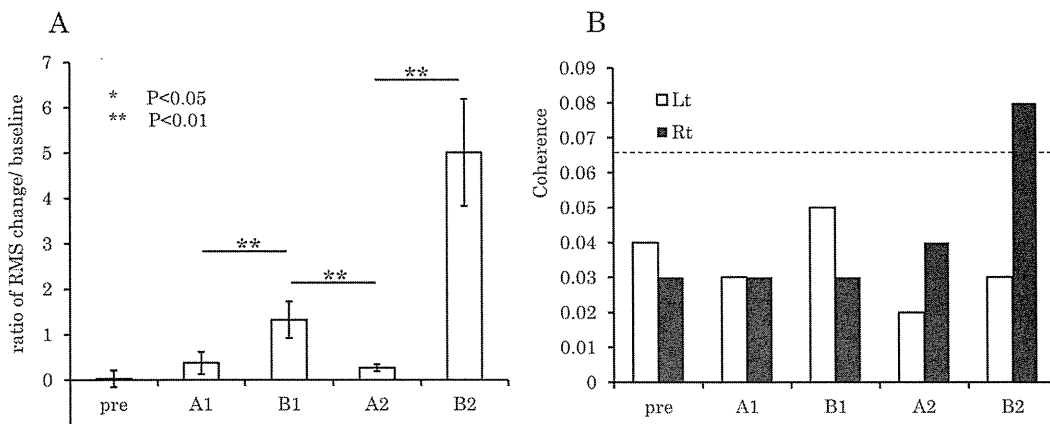 A
ratio of RMS change/ baseline
7
6
5
4
3
2
1
0
* P<0.05
** P<0.01
**
**
**
pre A1 B1 A2 B2
B
Coherence
0.09
0.08
0.07
0.06
0.05
0.04
0.03
0.02
0.01
0
Lt
Rt
pre A1 B1 A2 B2